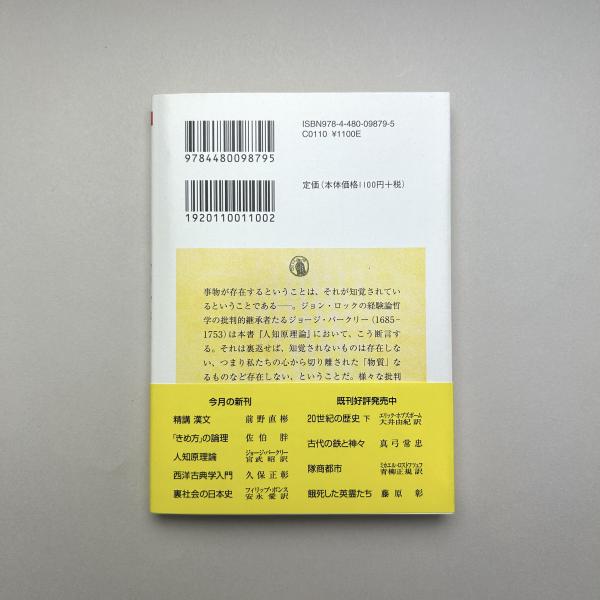 ISBN978-4-480-09879-5
C0110 ¥1100E
9784480098795
定価(本体価格1100円+税)
1920110011002
事物が存在するということは、それが知覚されてい
るということである――。ジョン・ロックの経験論哲
学の批判的継承者たるジョージ・バークリー(1685-
1753)は本書『人知原理論』において、こう断言す
る。それは裏返せば、知覚されないものは存在しな
い、つまり私たちの心から切り離された「物質」な
るものなど存在しない、ということだ。様々な批判
今月の新刊
精講 漢文 前野直彬
「きめ方」の論理 佐伯胖
人知原理論 ジョージ・バークリー 宮武昭訳
西洋古典学入門 久保正彰
裏社会の日本史 フィリップ・ポンス 安永愛訳
既刊好評発売中
20世紀の歴史 下 エリック・ホブズボーム 大井由紀訳
古代の鉄と神々 真弓常忠
隊商都市 ミカエル・ロストフツェフ 青柳正規訳
餓死した英霊たち 藤原彰